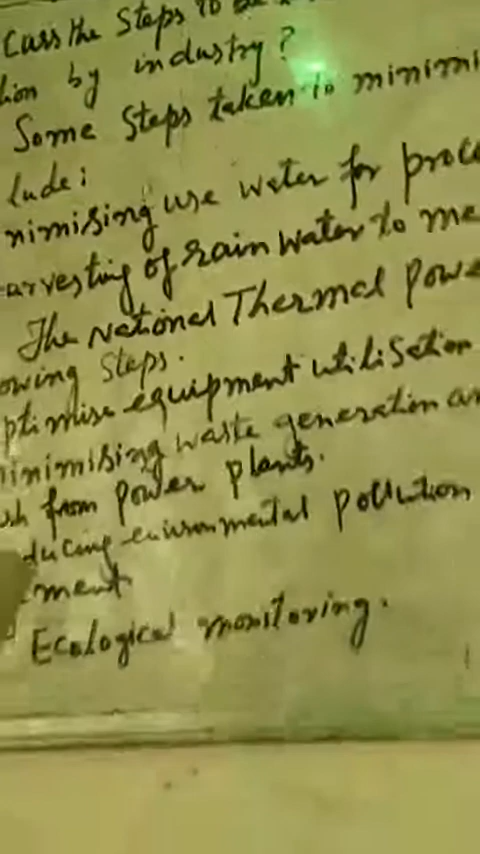 cuss the steps to be
tion by industry?
Some steps taken to minimi
lude:
nimising use water for proce
arvesting of rain water to me
The National Thermal Powe
owing steps.
ptimise equipment utilisation
inimising waste generation an
sh from power plants.
ducing environmental pollution
ment
Ecological monitoring.